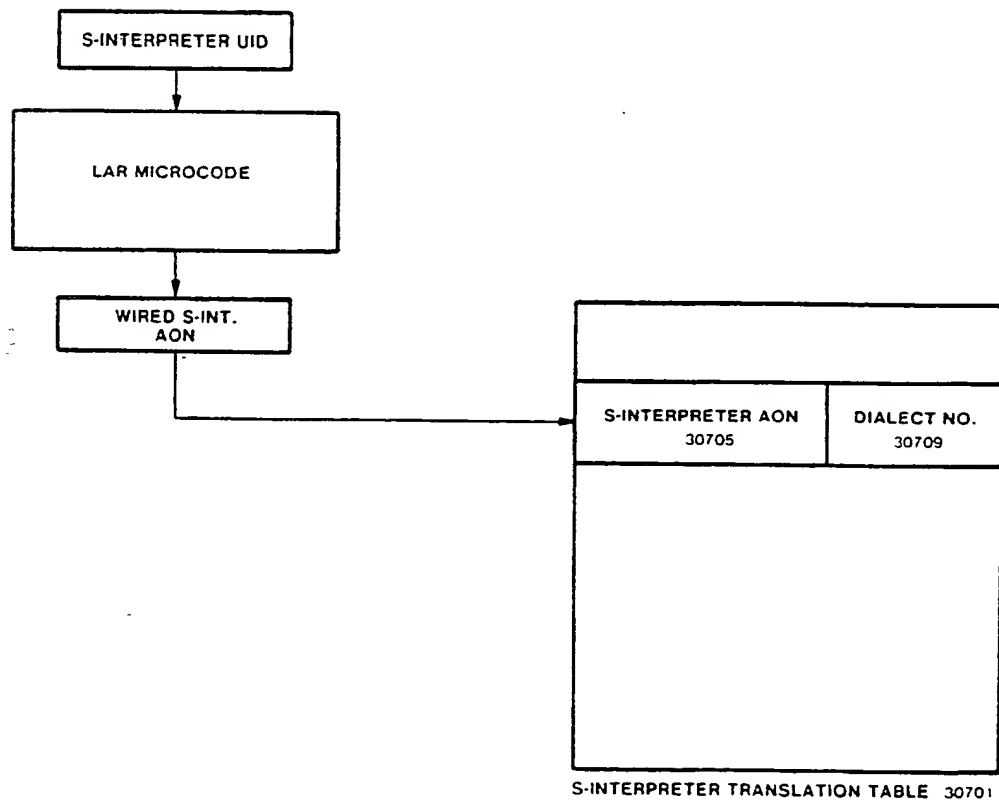 S-INTERPRETER UID
LAR MICROCODE
WIRED S-INT.
AON
S-INTERPRETER AON
30705
DIALECT NO.
30709
S-INTERPRETER TRANSLATION TABLE 30701